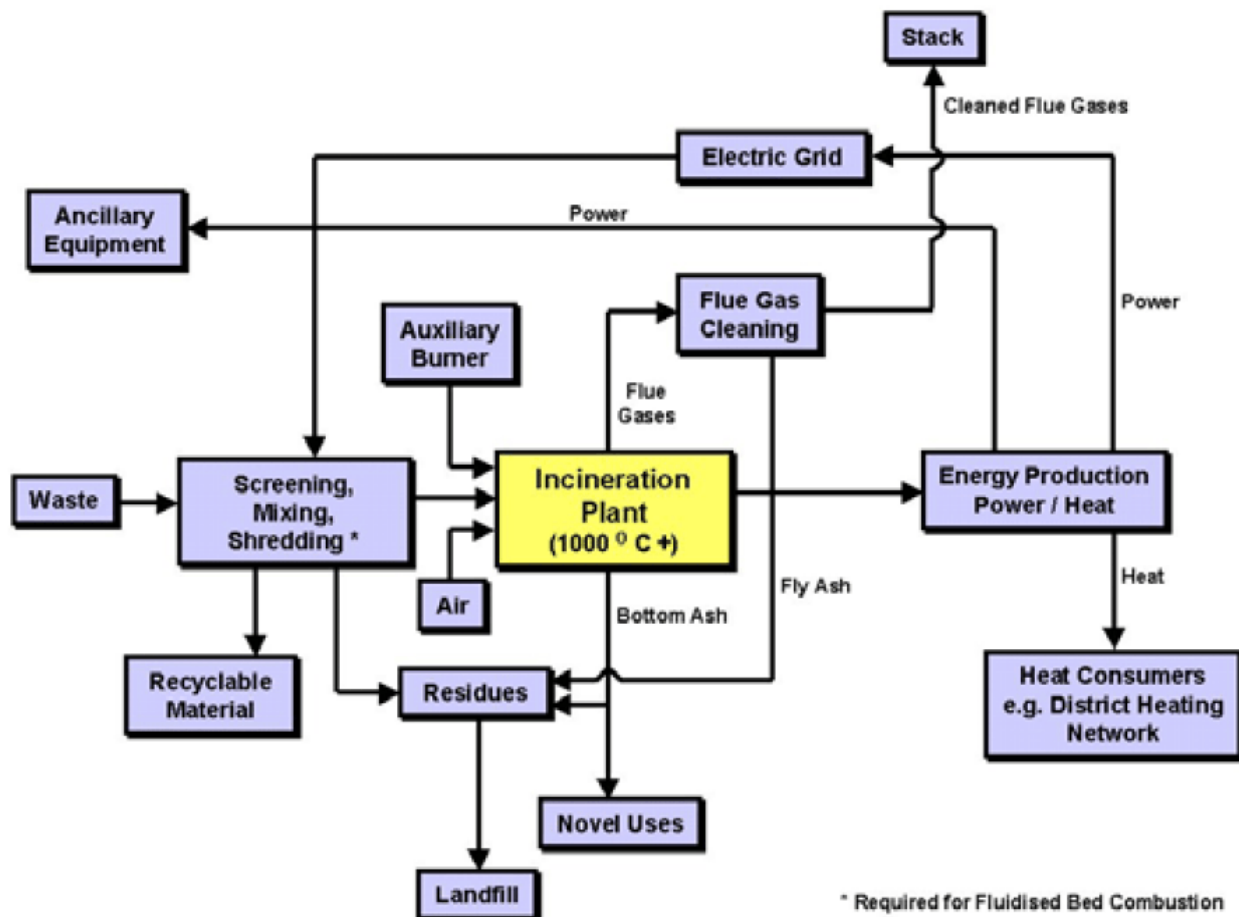 Stack
Cleaned Flue Gases
Electric Grid
Ancillary
Equipment
Power
Flue Gas
Cleaning
Power
Auxiliary
Burner
Flue
Gases
Waste
Screening,
Mixing,
Shredding *
Incineration
Plant
(1000 ⁰ C +)
Energy Production
Power / Heat
Air
Bottom Ash
Fly Ash
Heat
Recyclable
Material
Residues
Heat Consumers
e.g. District Heating
Network
Novel Uses
Landfill
* Required for Fluidised Bed Combustion